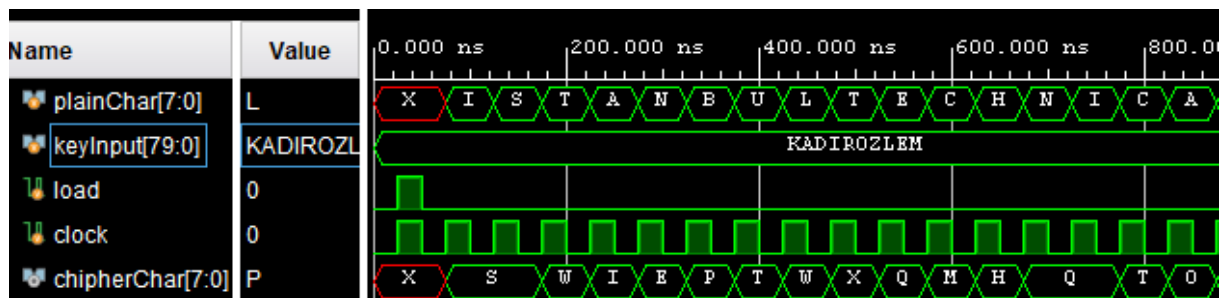 Name Value 0.000 ns 200.000 ns 400.000 ns 600.000 ns 800.0
plainChar[7:0] L X I S T A N B U L T E C H N I C A
keyInput[79:0] KADIROZL KADIROZLEM
load 0
clock 0
chipherChar[7:0] P X S W I E P T W X Q M H Q T O